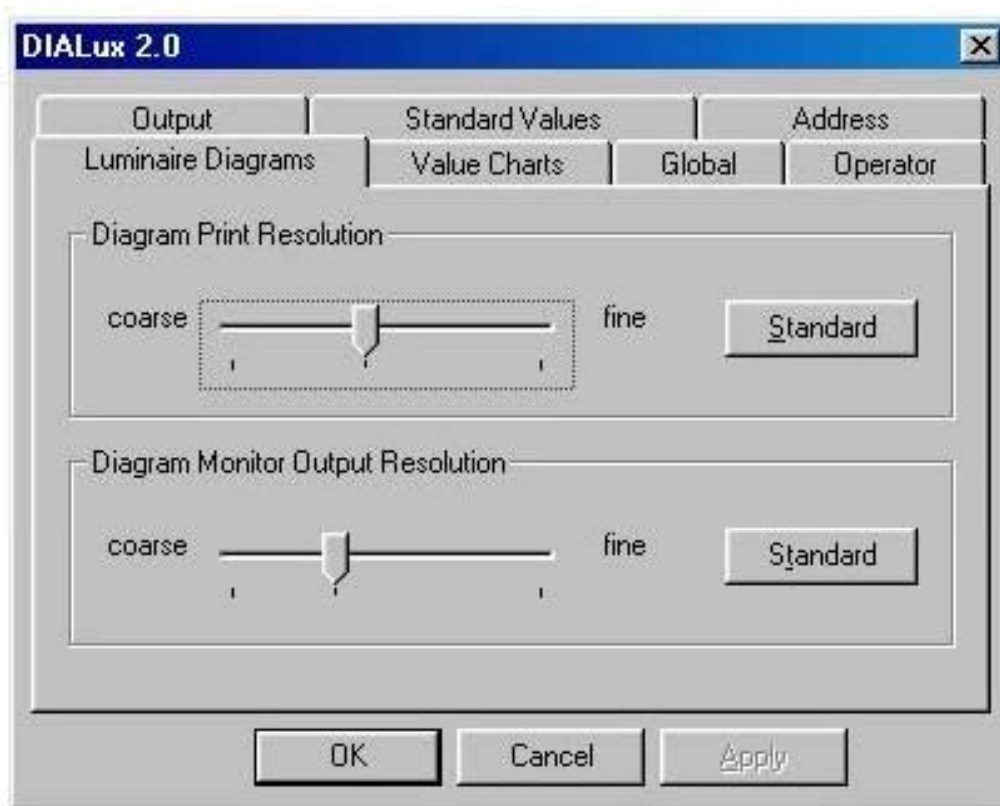 DIALux 2.0
Output Standard Values Address
Luminaire Diagrams Value Charts Global Operator
Diagram Print Resolution
coarse fine Standard
Diagram Monitor Output Resolution
coarse fine Standard
OK Cancel Apply